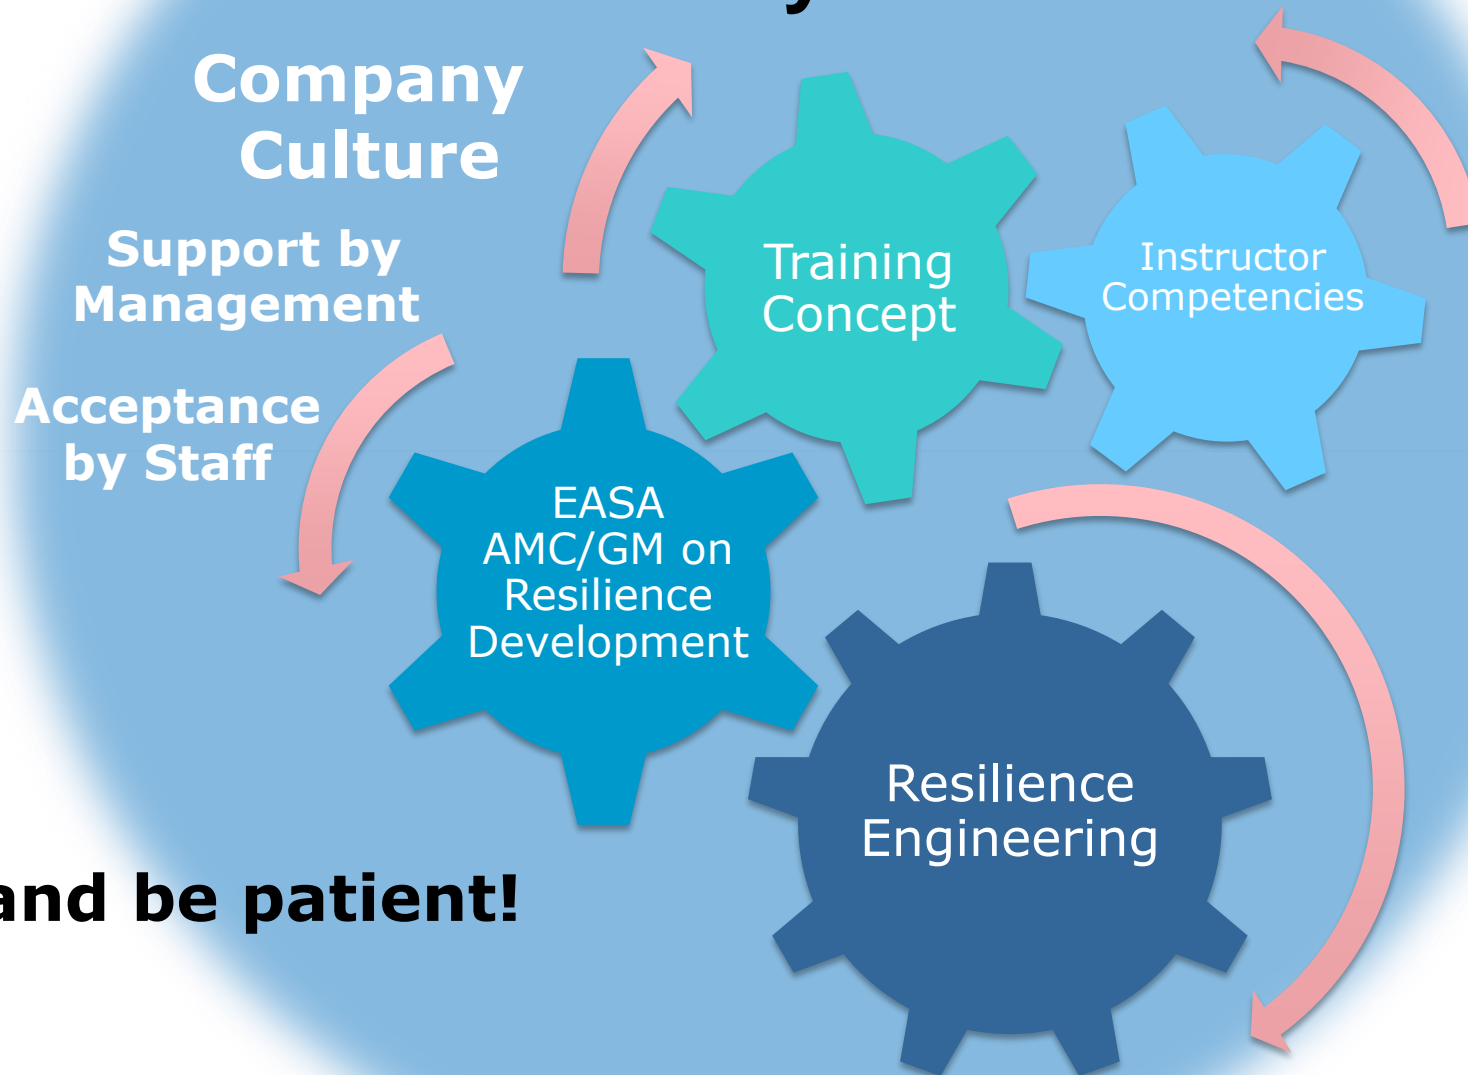 Company
Culture
Support by
Management
Acceptance
by Staff
Training
Concept
Instructor
Competencies
EASA
AMC/GM on
Resilience
Development
Resilience
Engineering
and be patient!